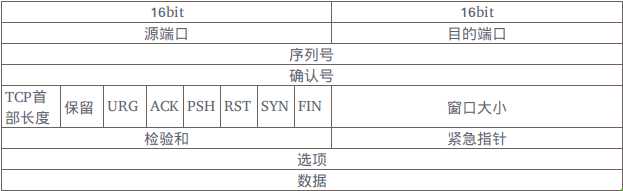 16bit 16bit
源端口 目的端口
序列号
确认号
TCP首
部长度 保留 URG ACK PSH RST SYN FIN 窗口大小
检验和 紧急指针
选项
数据